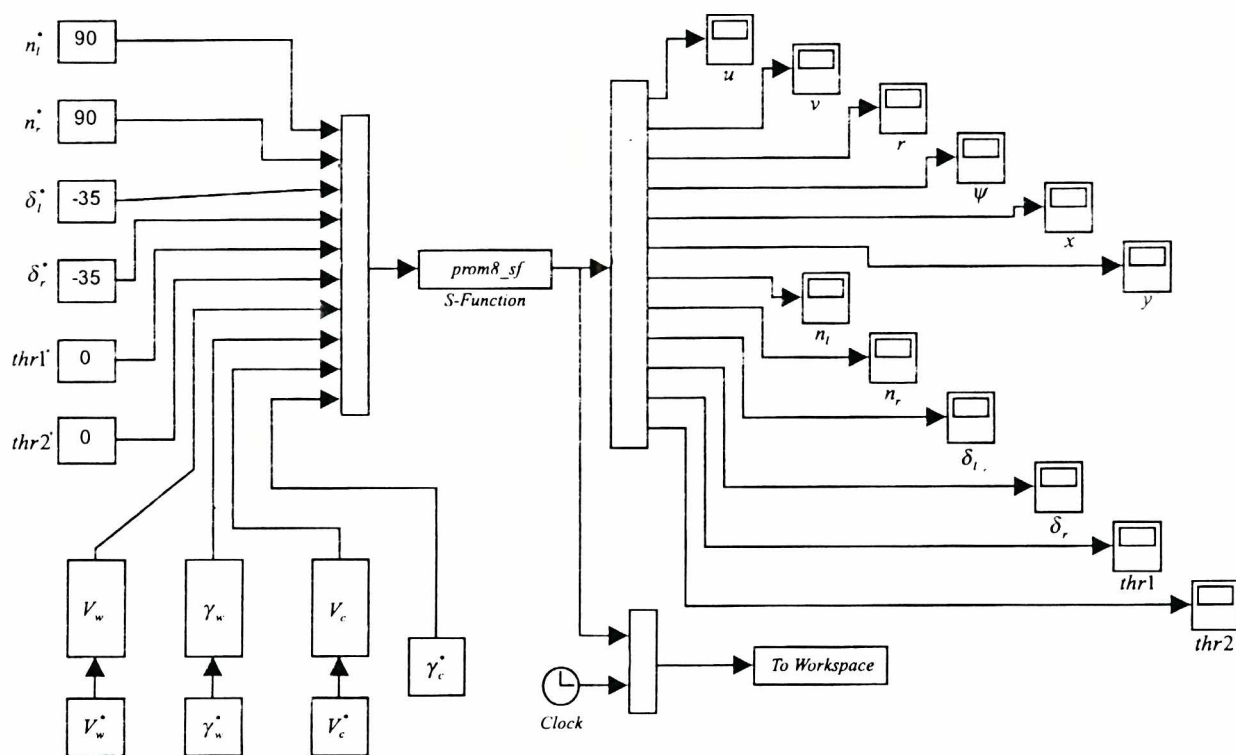 n_l^* 90
n_r^* 90
δ_l^* -35
δ_r^* -35
thr1^* 0
thr2^* 0
V_w
γ_w
V_c
V_w^*
γ_w^*
V_c^*
γ_c^*
prom8_sf
S-Function
u
v
r
ψ
x
y
n_l
n_r
δ_l
δ_r
thr1
thr2
Clock
To Workspace